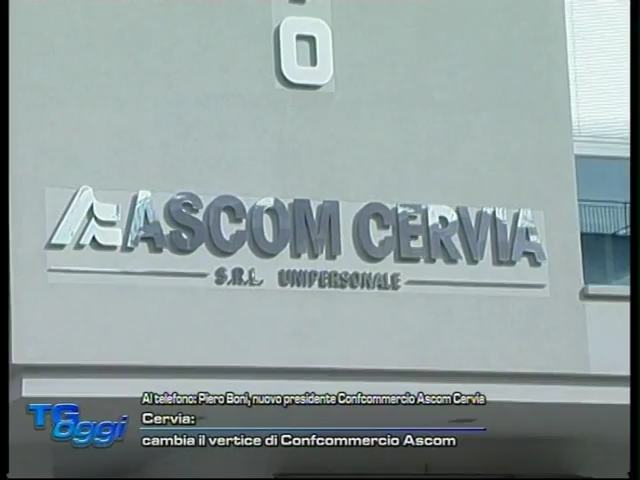 O
ASCOM CERVIA
S.R.L. UNIPERSONALE
Al telefono: Piero Boni, nuovo presidente Confcommercio Ascom Cervia
TG oggi
Cervia:
cambia il vertice di Confcommercio Ascom